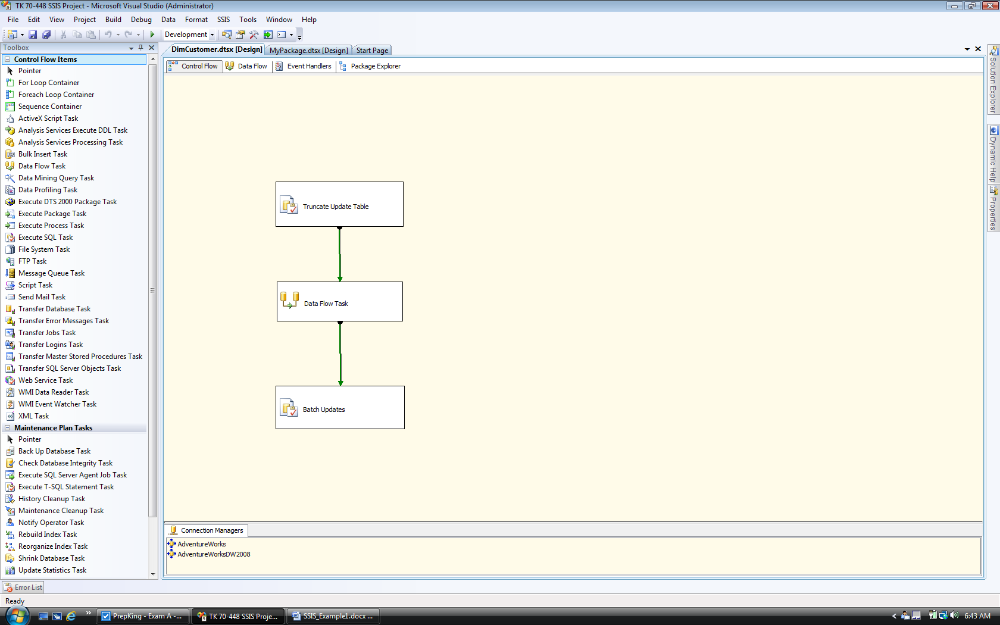 TK 70-448 SSIS Project - Microsoft Visual Studio (Administrator)
File Edit View Project Build Debug Data Format SSIS Tools Window Help
Development
Toolbox
DimCustomer.dtsx [Design] MyPackage.dtsx [Design] Start Page
Control Flow Data Flow Event Handlers Package Explorer
Control Flow Items
Pointer
For Loop Container
Foreach Loop Container
Sequence Container
ActiveX Script Task
Analysis Services Execute DDL Task
Analysis Services Processing Task
Bulk Insert Task
Data Flow Task
Data Mining Query Task
Data Profiling Task
Execute DTS 2000 Package Task
Execute Package Task
Execute Process Task
Execute SQL Task
File System Task
FTP Task
Message Queue Task
Script Task
Send Mail Task
Transfer Database Task
Transfer Error Messages Task
Transfer Jobs Task
Transfer Logins Task
Transfer Master Stored Procedures Task
Transfer SQL Server Objects Task
Web Service Task
WMI Data Reader Task
WMI Event Watcher Task
XML Task
Maintenance Plan Tasks
Pointer
Back Up Database Task
Check Database Integrity Task
Execute SQL Server Agent Job Task
Execute T-SQL Statement Task
History Cleanup Task
Maintenance Cleanup Task
Notify Operator Task
Rebuild Index Task
Reorganize Index Task
Shrink Database Task
Update Statistics Task
Truncate Update Table
Data Flow Task
Batch Updates
Connection Managers
AdventureWorks
AdventureWorksDW2008
Solution Explorer
Dynamic Help
Properties
Error List
Ready
PrepKing - Exam A -... TK 70-448 SSIS Proje... SSIS_Example1.docx ... 6:43 AM